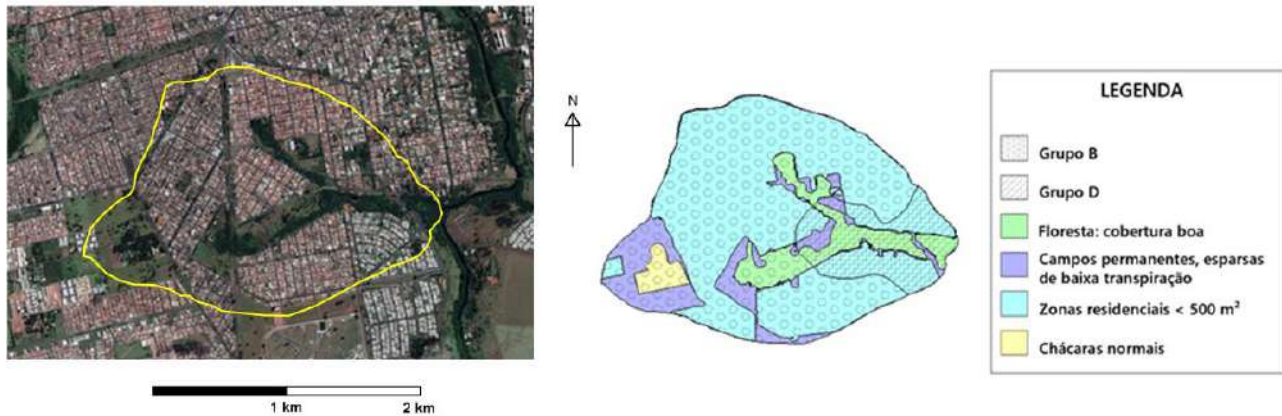 N
1 km
2 km
LEGENDA
Grupo B
Grupo D
Floresta: cobertura boa
Campos permanentes, esparsas
de baixa transpiração
Zonas residenciais < 500 m²
Chácaras normais